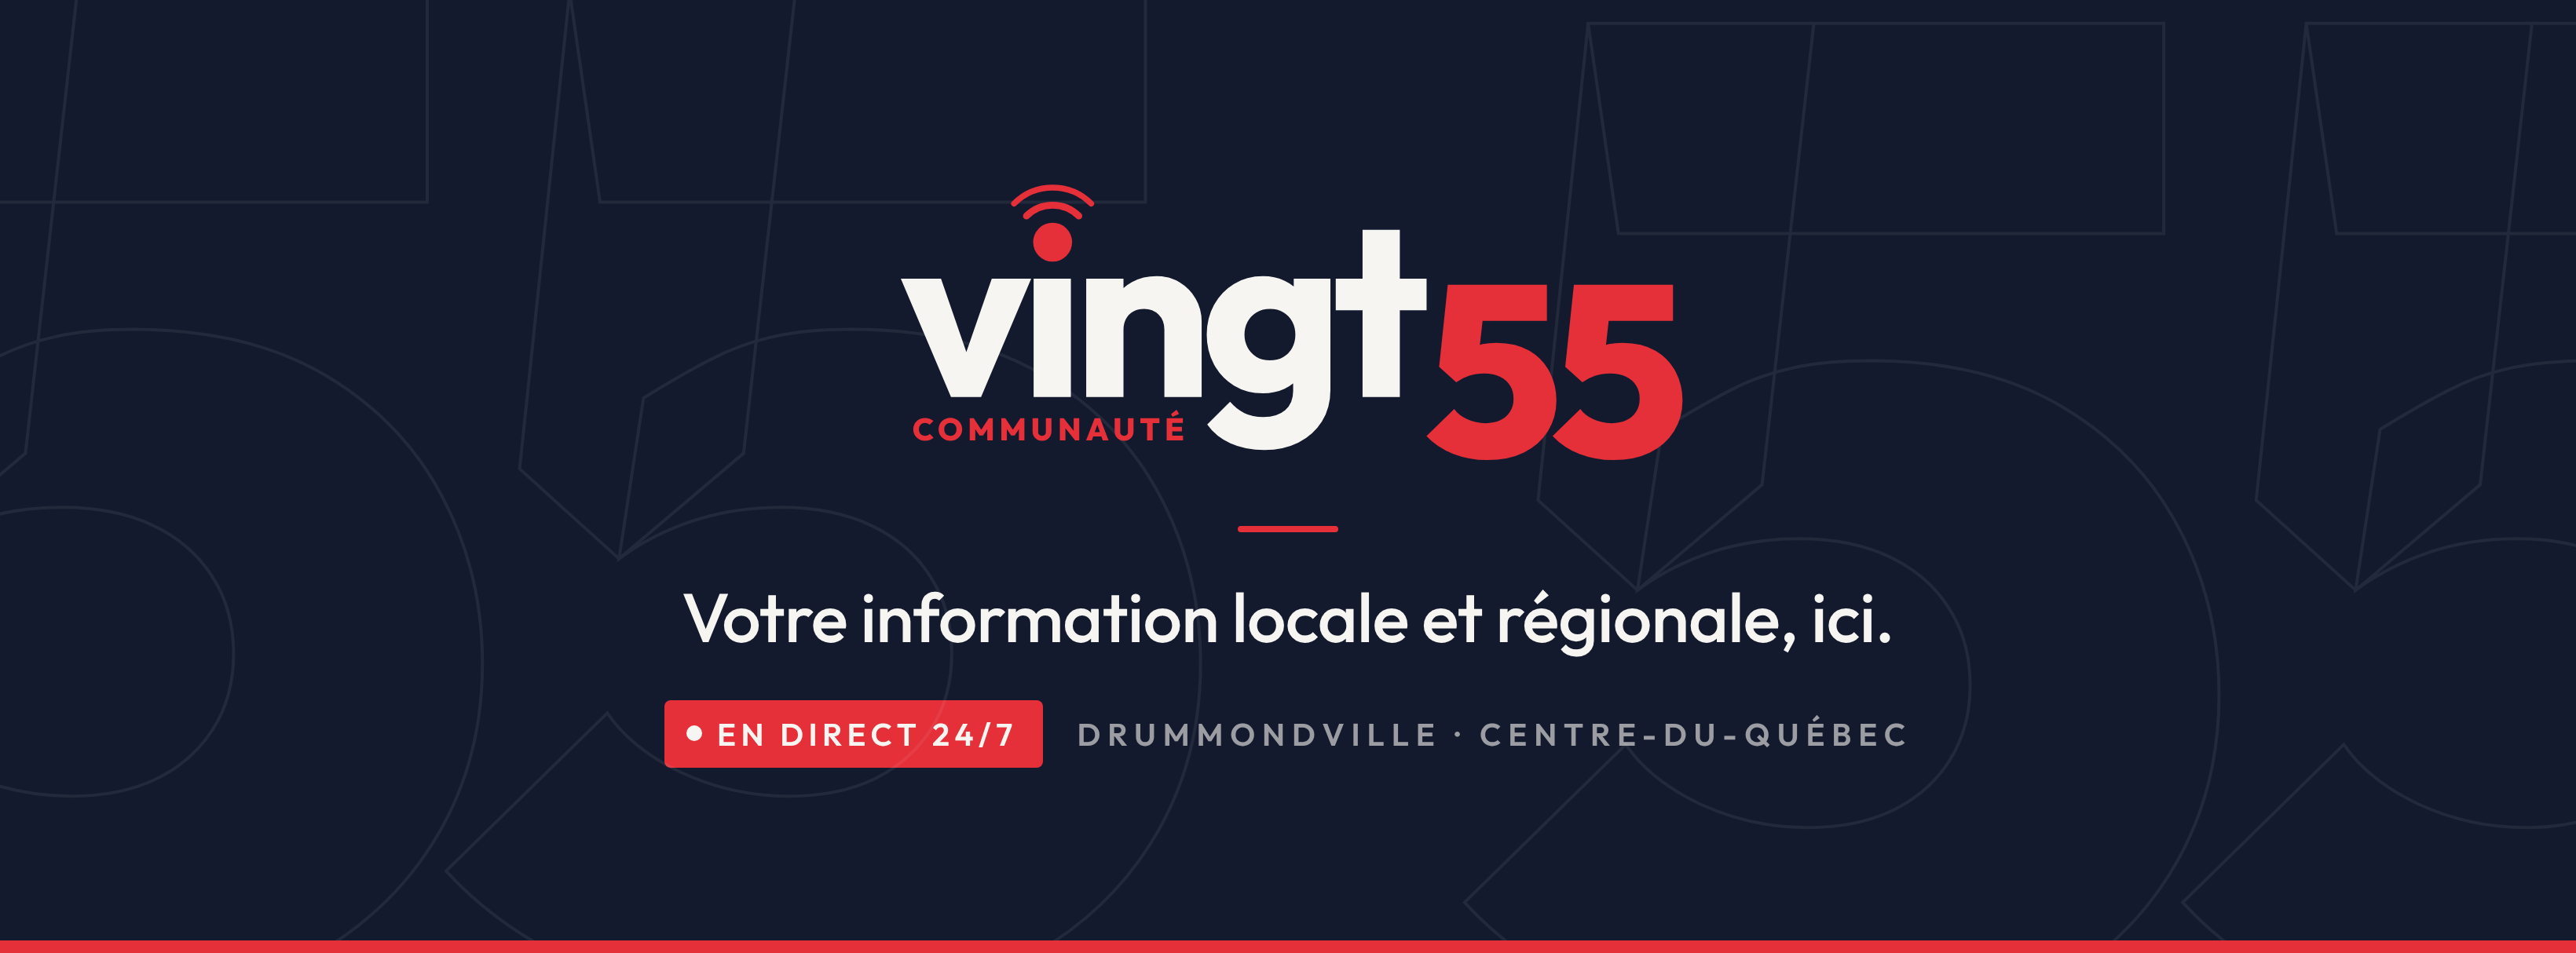 vingt55
COMMUNAUTÉ
Votre information locale et régionale, ici.
EN DIRECT 24/7
DRUMMONDVILLE · CENTRE-DU-QUÉBEC